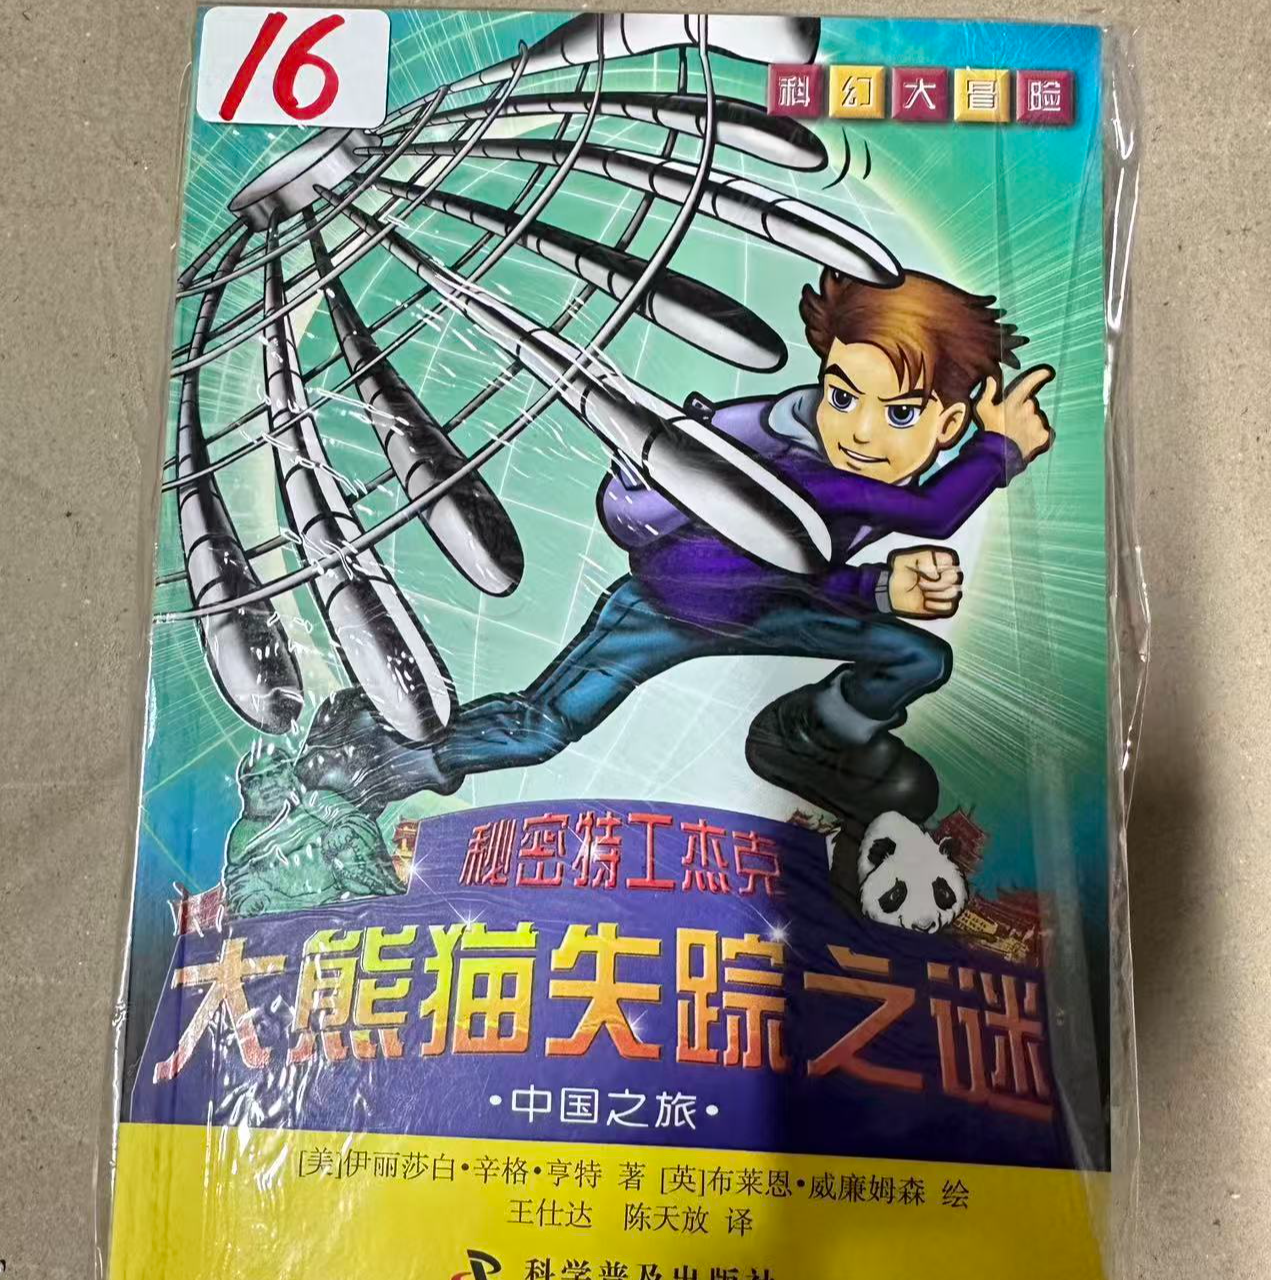 16
科幻大冒险
秘密特工杰克
大熊猫失踪之谜
·中国之旅·
[美]伊丽莎白·辛格·亨特 著 [英]布莱恩·威廉姆森 绘
王仕达 陈天放 译
科学普及出版社